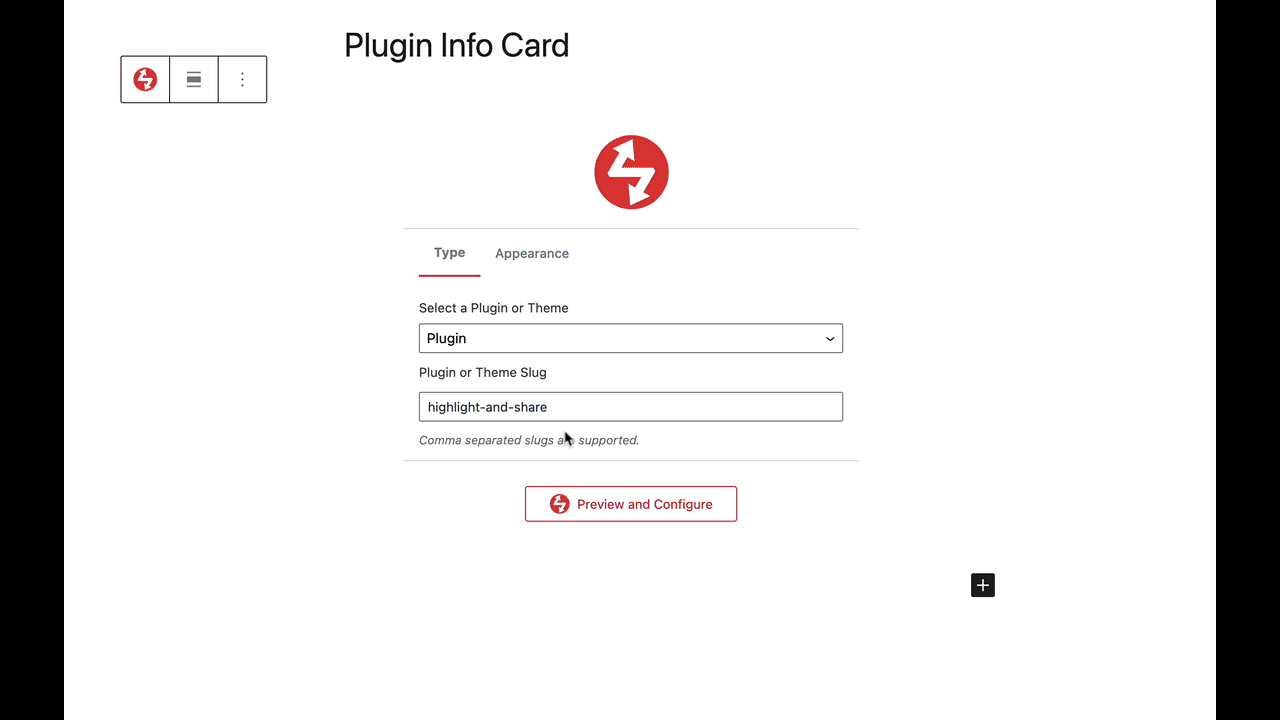 Plugin Info Card
Type Appearance
Select a Plugin or Theme
Plugin
Plugin or Theme Slug
highlight-and-share
Comma separated slugs are supported.
Preview and Configure